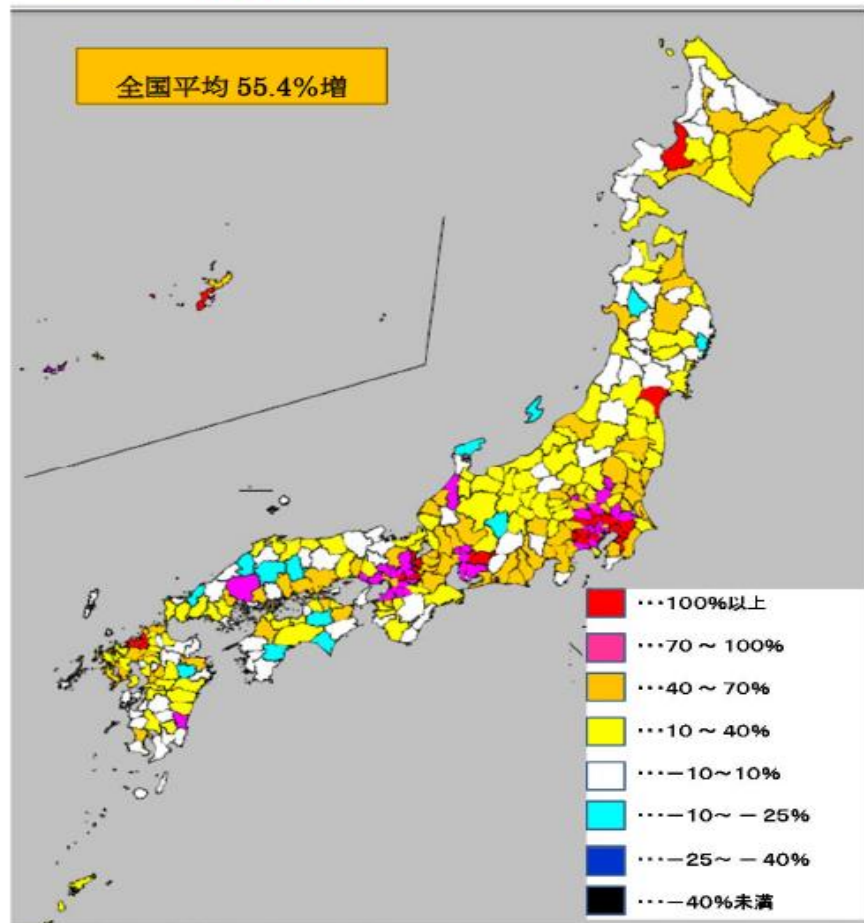 全国平均 55.4%増
…100%以上
…70 ~ 100%
…40 ~ 70%
…10 ~ 40%
…-10~10%
…-10~ - 25%
…-25~ - 40%
…-40%未満